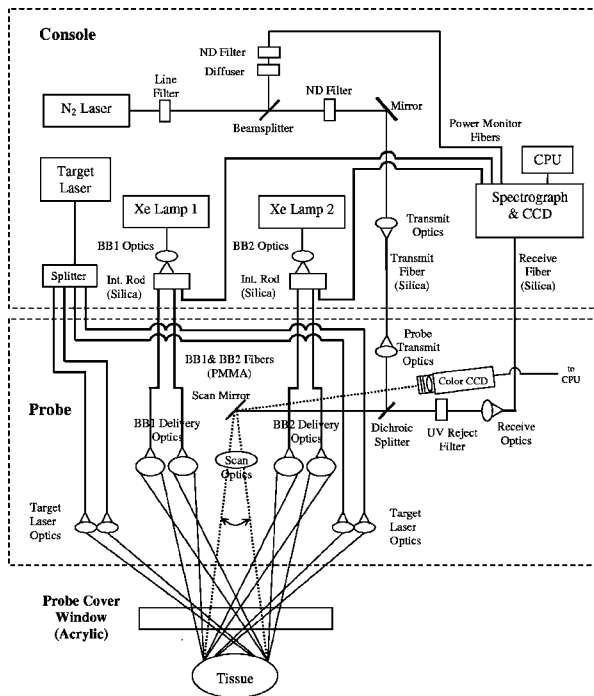 Console
ND Filter
Diffuser
Line
Filter
ND Filter
N2 Laser
Mirror
Beamsplitter
Power Monitor
Fibers
CPU
Target
Laser
Xe Lamp 1
Xe Lamp 2
Spectrograph
& CCD
BB1 Optics
BB2 Optics
Transmit
Optics
Splitter
Int. Rod
(Silica)
Int. Rod
(Silica)
Transmit
Fiber
(Silica)
Receive
Fiber
(Silica)
BB1& BB2 Fibers
(PMMA)
Probe
Transmit
Optics
to
CPU
Color CCD
Probe
Scan Mirror
BB1 Delivery
Optics
BB2 Delivery
Optics
Dichroic
Splitter
UV Reject
Filter
Receive
Optics
Scan
Optics
Target
Laser
Optics
Target
Laser
Optics
Probe Cover
Window
(Acrylic)
Tissue